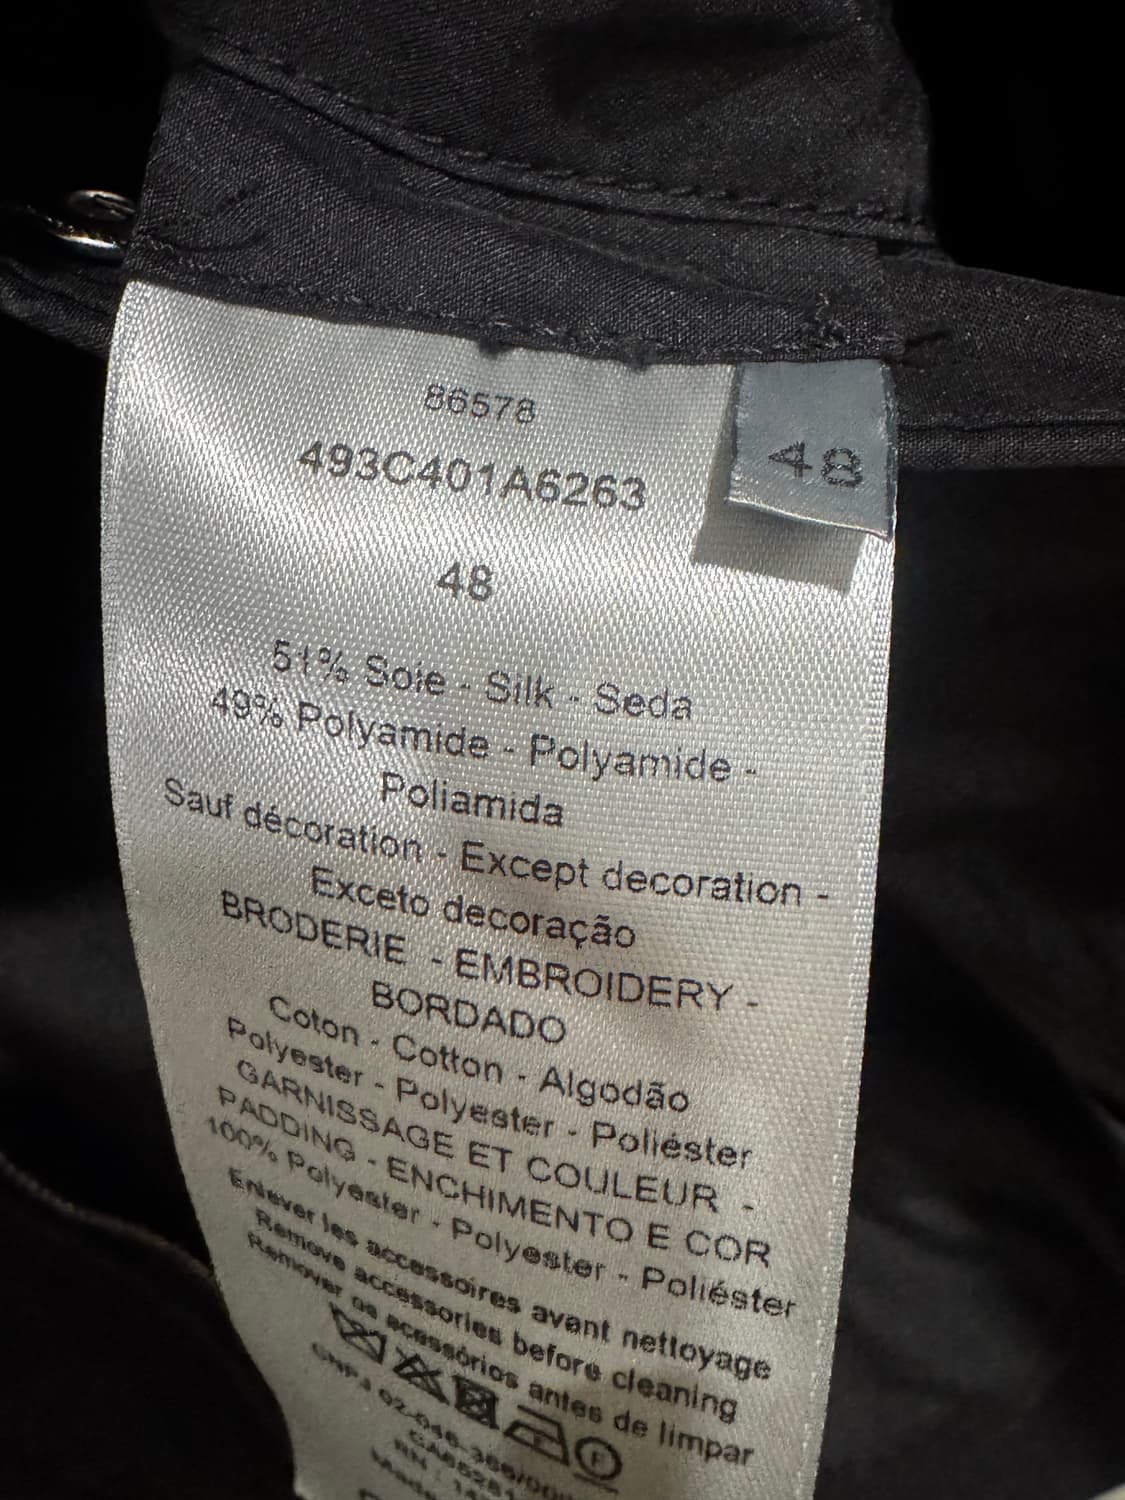 86578
493C401A6263
48
48
51% Soie - Silk - Seda
49% Polyamide - Polyamide -
Poliamida
Sauf décoration - Except decoration -
Exceto decoração
BRODERIE - EMBROIDERY -
BORDADO
Coton - Cotton - Algodão
Polyester - Polyester - Poliéster
GARNISSAGE ET COULEUR -
PADDING - ENCHIMENTO E COR
100% Polyester - Polyester - Poliéster
Enlever les accessoires avant nettoyage
Remove accessories before cleaning
Remover os acessórios antes de limpar